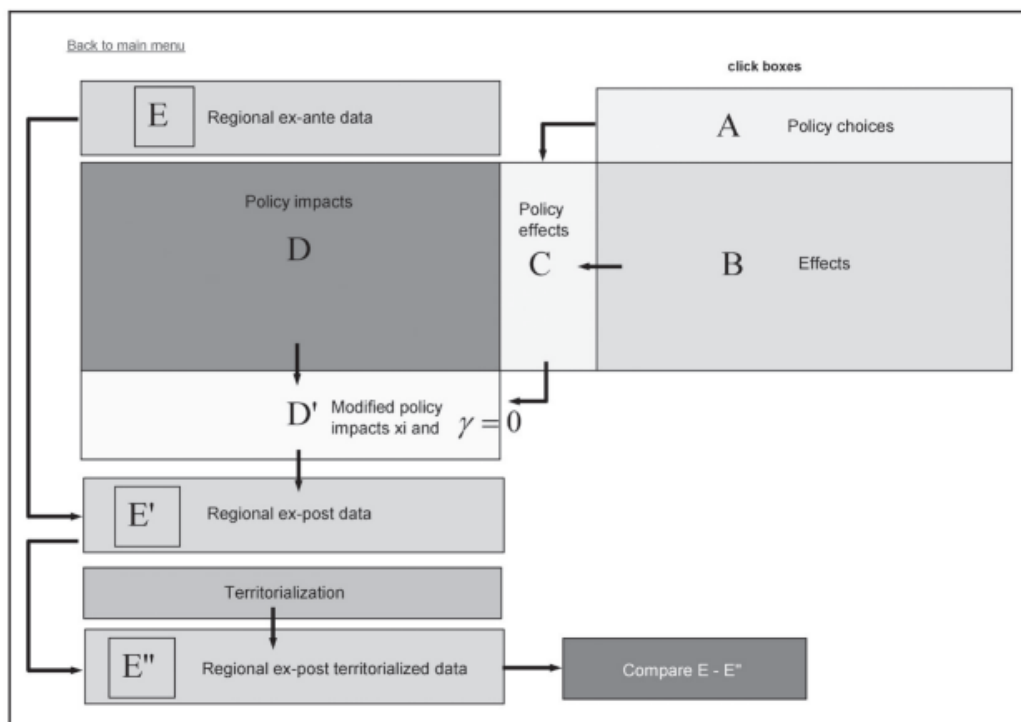 Back to main menu
click boxes
E Regional ex-ante data
A Policy choices
Policy impacts
D
Policy
effects
C
B Effects
D' Modified policy
impacts xi and γ = 0
E' Regional ex-post data
Territorialization
E" Regional ex-post territorialized data
Compare E - E"